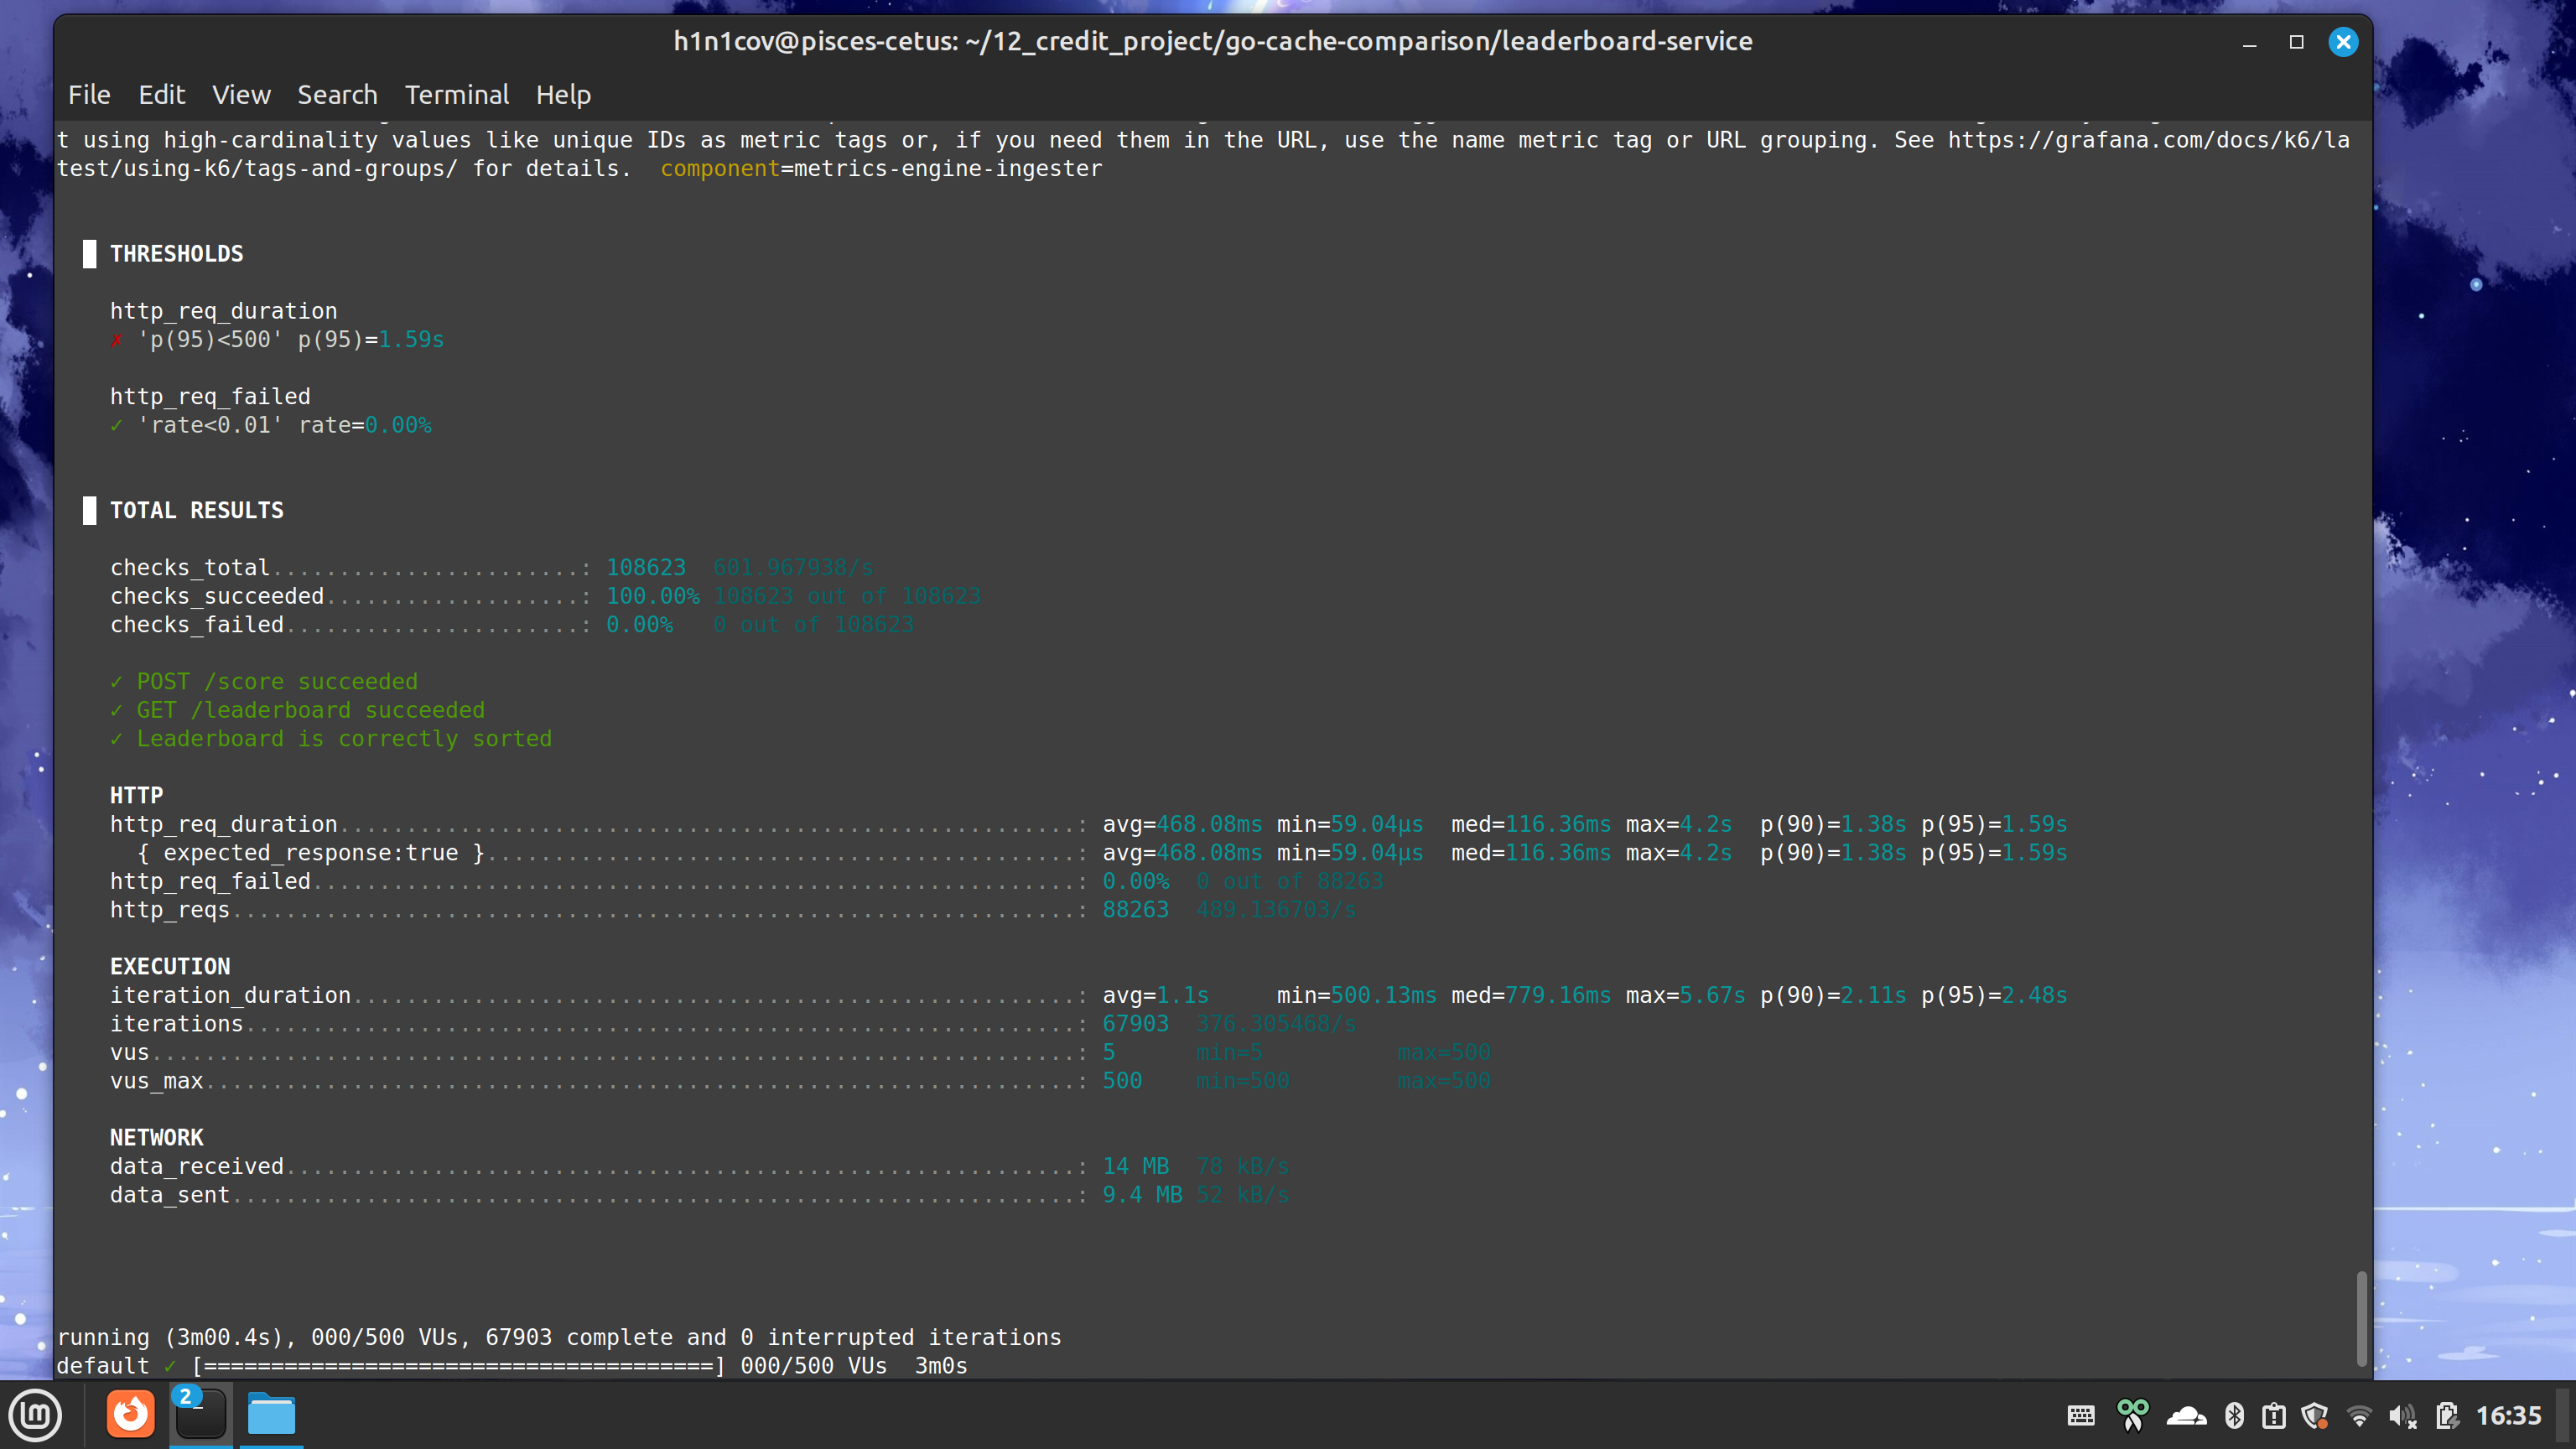 h1n1cov@pisces-cetus: ~/12_credit_project/go-cache-comparison/leaderboard-service
File Edit View Search Terminal Help
t using high-cardinality values like unique IDs as metric tags or, if you need them in the URL, use the name metric tag or URL grouping. See https://grafana.com/docs/k6/la
test/using-k6/tags-and-groups/ for details.  component=metrics-engine-ingester
█ THRESHOLDS
http_req_duration
✗ 'p(95)<500' p(95)=1.59s
http_req_failed
✓ 'rate<0.01' rate=0.00%
█ TOTAL RESULTS
checks_total.......................: 108623  601.967938/s
checks_succeeded...................: 100.00% 108623 out of 108623
checks_failed......................: 0.00%   0 out of 108623
✓ POST /score succeeded
✓ GET /leaderboard succeeded
✓ Leaderboard is correctly sorted
HTTP
http_req_duration.......................................................: avg=468.08ms min=59.04µs  med=116.36ms max=4.2s  p(90)=1.38s p(95)=1.59s
{ expected_response:true }............................................: avg=468.08ms min=59.04µs  med=116.36ms max=4.2s  p(90)=1.38s p(95)=1.59s
http_req_failed.........................................................: 0.00%  0 out of 88263
http_reqs...............................................................: 88263  489.136703/s
EXECUTION
iteration_duration......................................................: avg=1.1s     min=500.13ms med=779.16ms max=5.67s p(90)=2.11s p(95)=2.48s
iterations..............................................................: 67903  376.305468/s
vus.....................................................................: 5      min=5          max=500
vus_max.................................................................: 500    min=500        max=500
NETWORK
data_received...........................................................: 14 MB  78 kB/s
data_sent...............................................................: 9.4 MB 52 kB/s
running (3m00.4s), 000/500 VUs, 67903 complete and 0 interrupted iterations
default ✓ [======================================] 000/500 VUs  3m0s
2
16:35